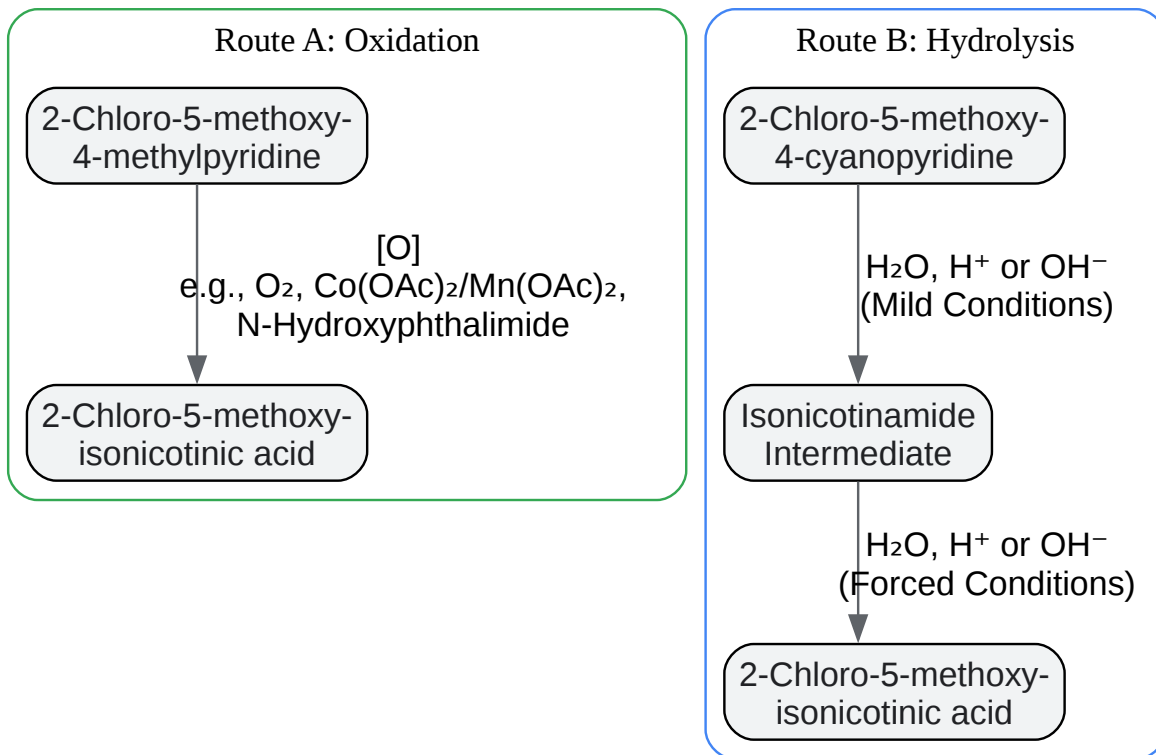 Route A: Oxidation
2-Chloro-5-methoxy-
4-methylpyridine
[O]
e.g., O₂, Co(OAc)₂/Mn(OAc)₂,
N-Hydroxyphthalimide
2-Chloro-5-methoxy-
isonicotinic acid
Route B: Hydrolysis
2-Chloro-5-methoxy-
4-cyanopyridine
H₂O, H⁺ or OH⁻
(Mild Conditions)
Isonicotinamide
Intermediate
H₂O, H⁺ or OH⁻
(Forced Conditions)
2-Chloro-5-methoxy-
isonicotinic acid